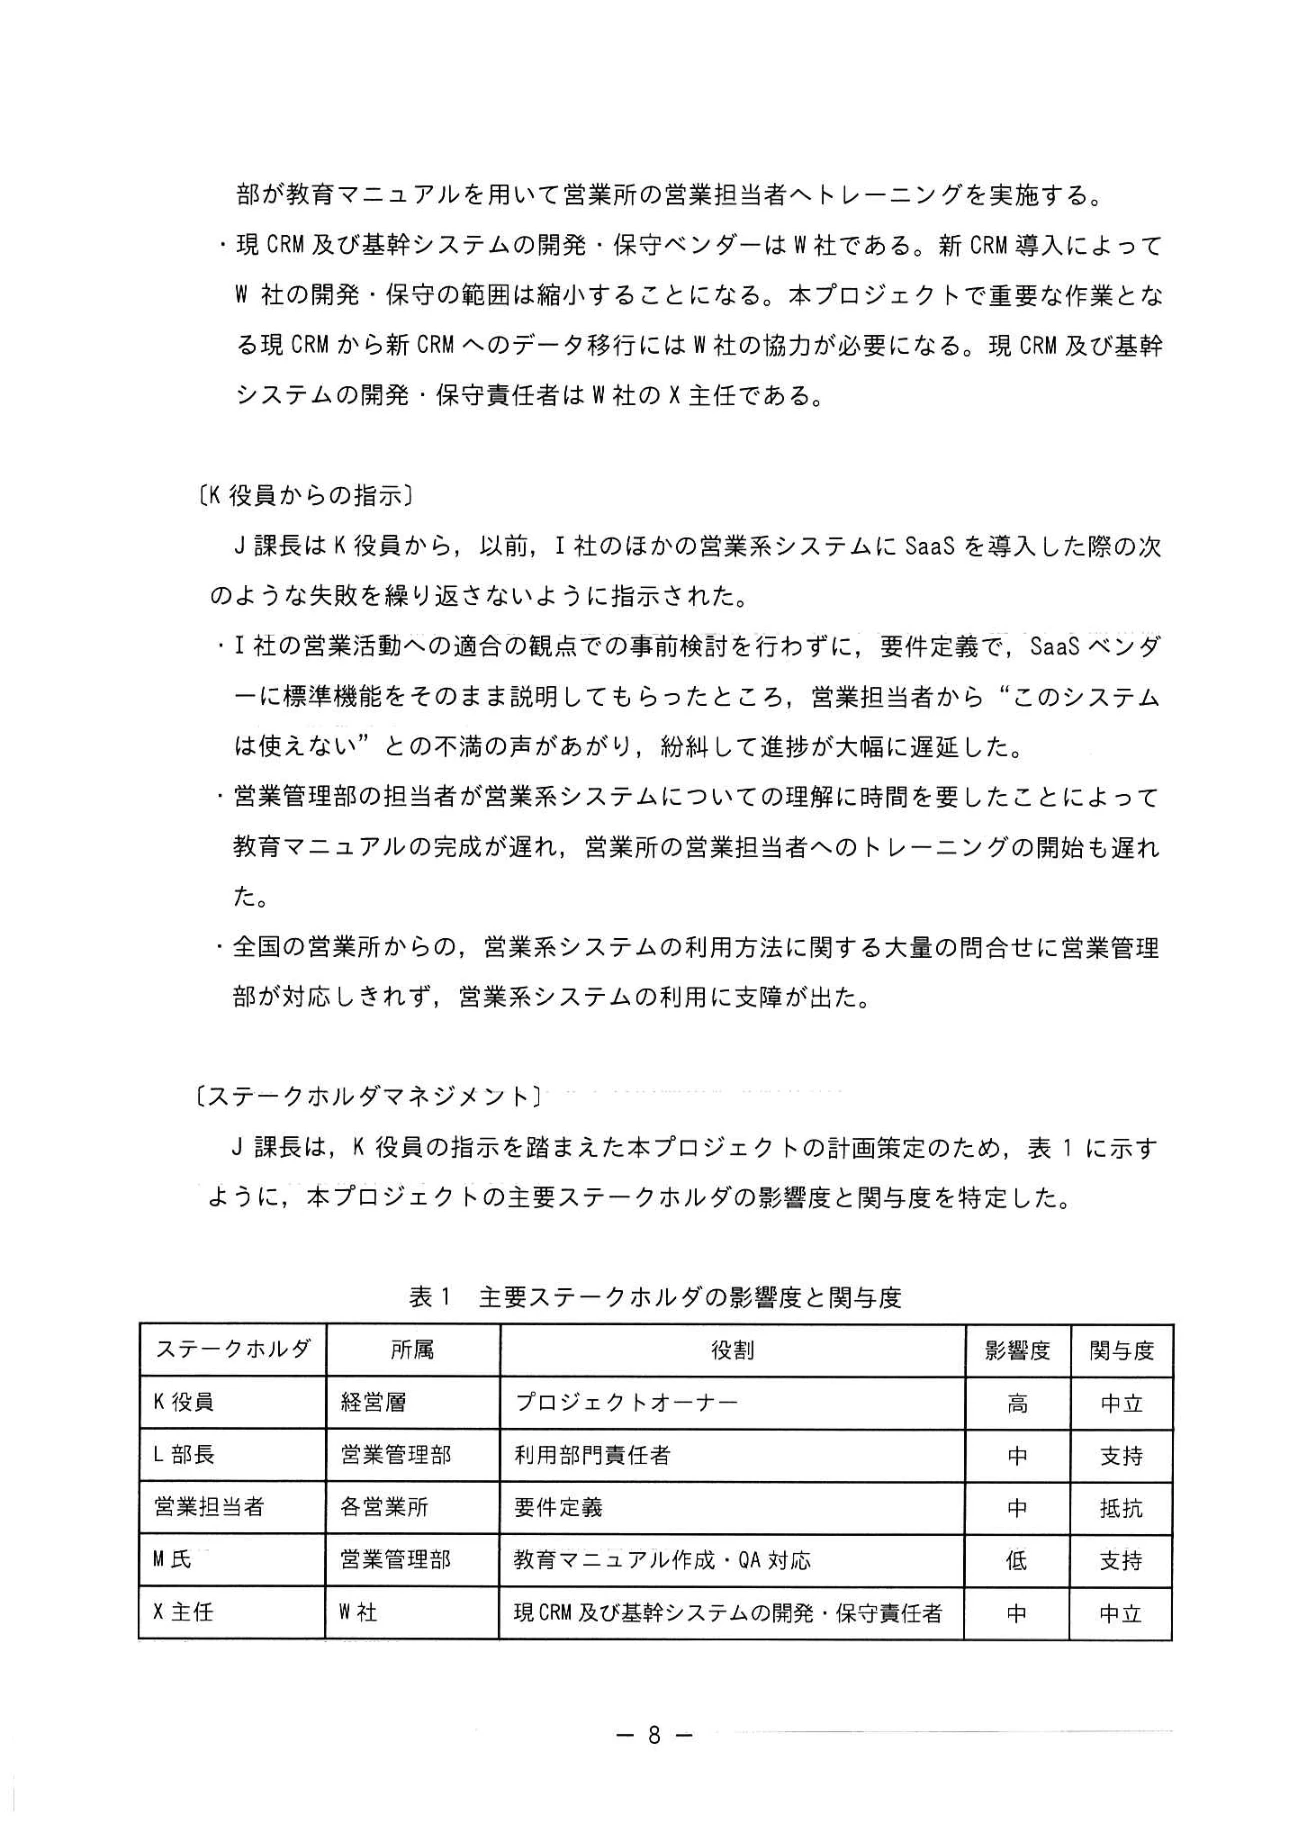 部が教育マニュアルを用いて営業所の営業担当者へトレーニングを実施する。
・現 CRM 及び基幹システムの開発・保守ベンダーは W 社である。新 CRM 導入によって
W 社の開発・保守の範囲は縮小することになる。本プロジェクトで重要な作業とな
る現 CRM から新 CRM へのデータ移行には W 社の協力が必要になる。現 CRM 及び基幹
システムの開発・保守責任者は W 社の X 主任である。
〔K 役員からの指示〕
J 課長は K 役員から，以前，I 社のほかの営業系システムに SaaS を導入した際の次
のような失敗を繰り返さないように指示された。
・I 社の営業活動への適合の観点での事前検討を行わずに，要件定義で，SaaS ベンダ
ーに標準機能をそのまま説明してもらったところ，営業担当者から“このシステム
は使えない”との不満の声があがり，紛糾して進捗が大幅に遅延した。
・営業管理部の担当者が営業系システムについての理解に時間を要したことによって
教育マニュアルの完成が遅れ，営業所の営業担当者へのトレーニングの開始も遅れ
た。
・全国の営業所からの，営業系システムの利用方法に関する大量の問合せに営業管理
部が対応しきれず，営業系システムの利用に支障が出た。
〔ステークホルダマネジメント〕
J 課長は，K 役員の指示を踏まえた本プロジェクトの計画策定のため，表 1 に示す
ように，本プロジェクトの主要ステークホルダの影響度と関与度を特定した。
表 1　主要ステークホルダの影響度と関与度
ステークホルダ 所属 役割 影響度 関与度
K 役員 経営層 プロジェクトオーナー 高 中立
L 部長 営業管理部 利用部門責任者 中 支持
営業担当者 各営業所 要件定義 中 抵抗
M 氏 営業管理部 教育マニュアル作成・QA 対応 低 支持
X 主任 W 社 現 CRM 及び基幹システムの開発・保守責任者 中 中立
－ 8 －